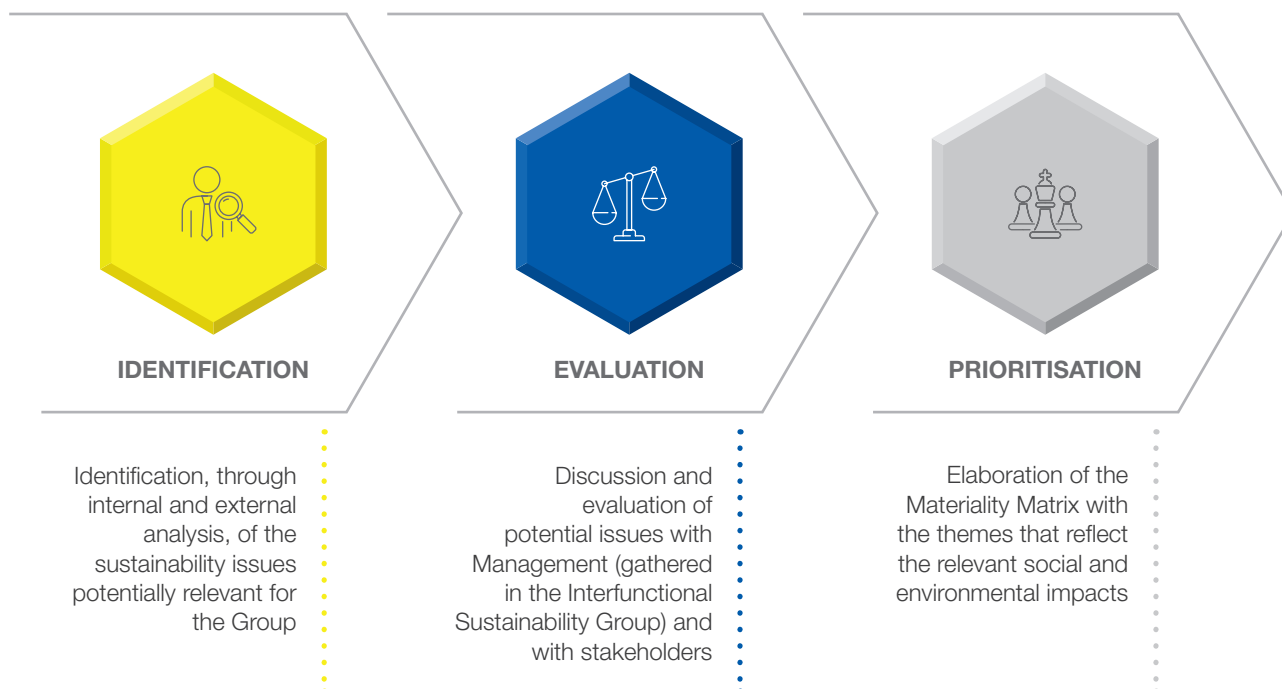 IDENTIFICATION
Identification, through
internal and external
analysis, of the
sustainability issues
potentially relevant for
the Group
EVALUATION
Discussion and
evaluation of
potential issues with
Management (gathered
in the Interfunctional
Sustainability Group) and
with stakeholders
PRIORITISATION
Elaboration of the
Materiality Matrix with
the themes that reflect
the relevant social and
environmental impacts